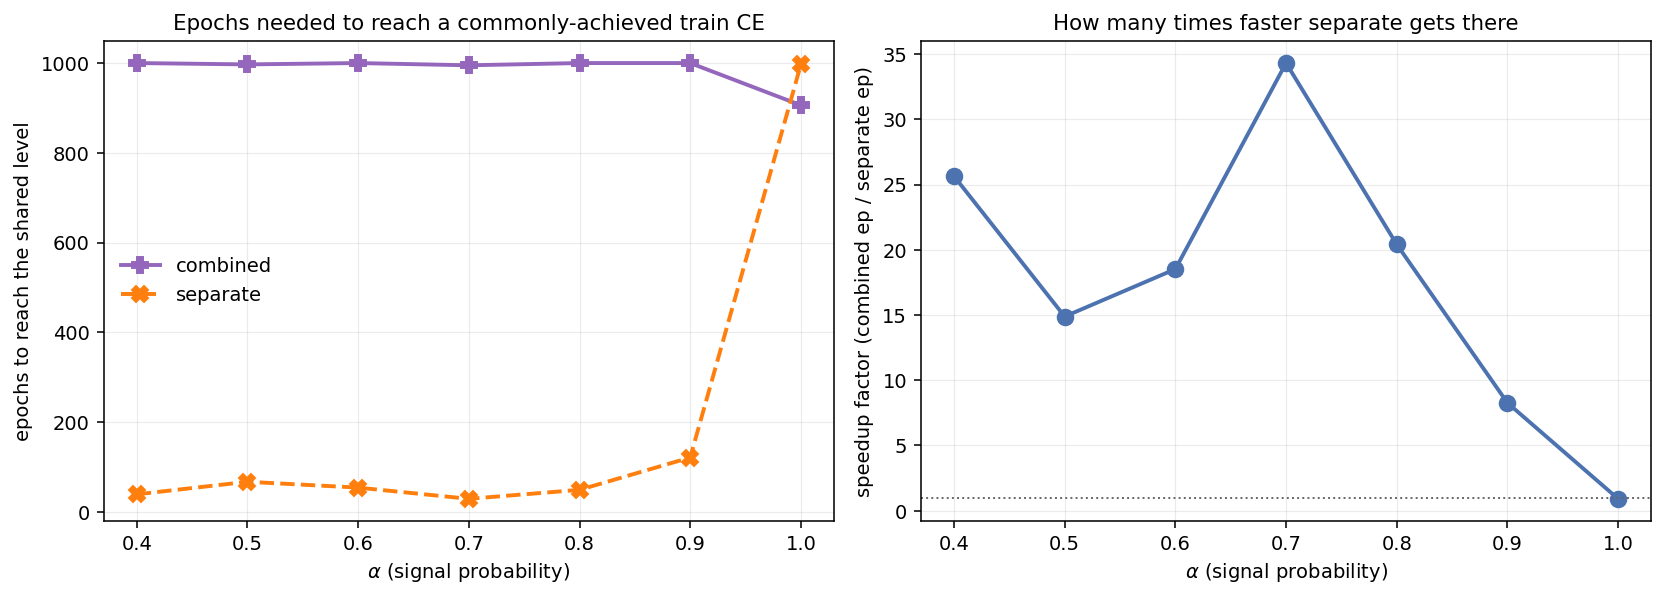 Epochs needed to reach a commonly-achieved train CE
epochs to reach the shared level
1000
800
600
400
200
0
combined
separate
0.4 0.5 0.6 0.7 0.8 0.9 1.0
α (signal probability)
How many times faster separate gets there
speedup factor (combined ep / separate ep)
35
30
25
20
15
10
5
0
0.4 0.5 0.6 0.7 0.8 0.9 1.0
α (signal probability)